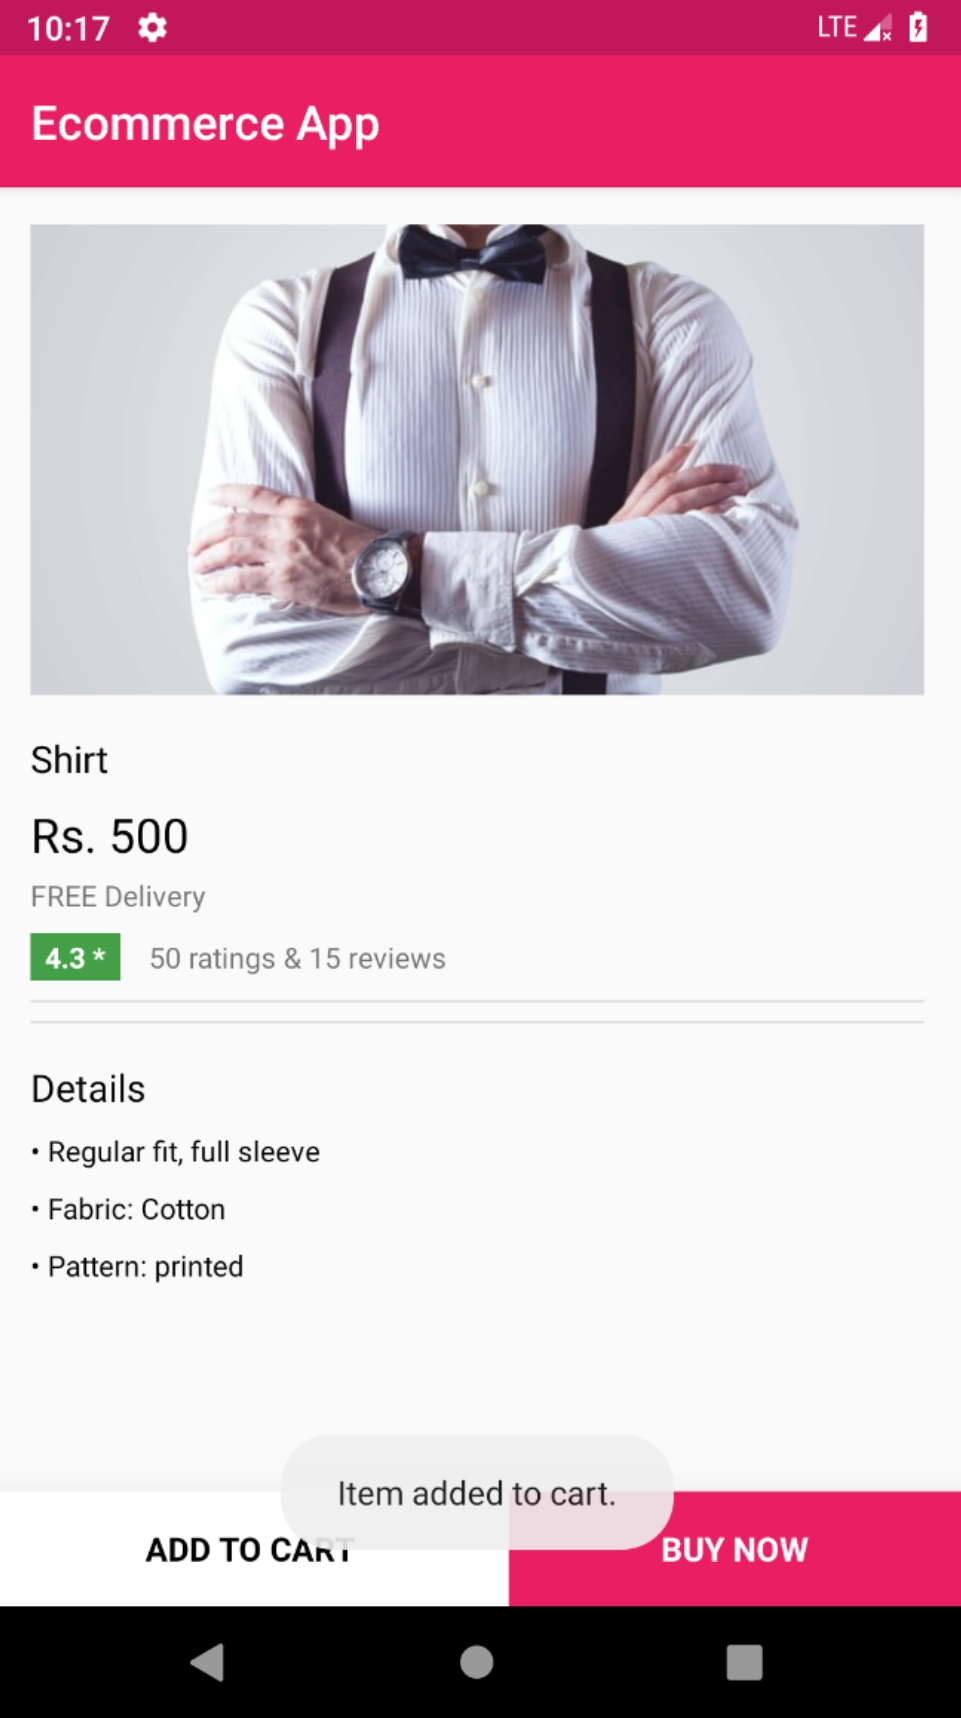 10:17 LTE
Ecommerce App
Shirt
Rs. 500
FREE Delivery
4.3 * 50 ratings & 15 reviews
Details
• Regular fit, full sleeve
• Fabric: Cotton
• Pattern: printed
Item added to cart.
ADD TO CART BUY NOW